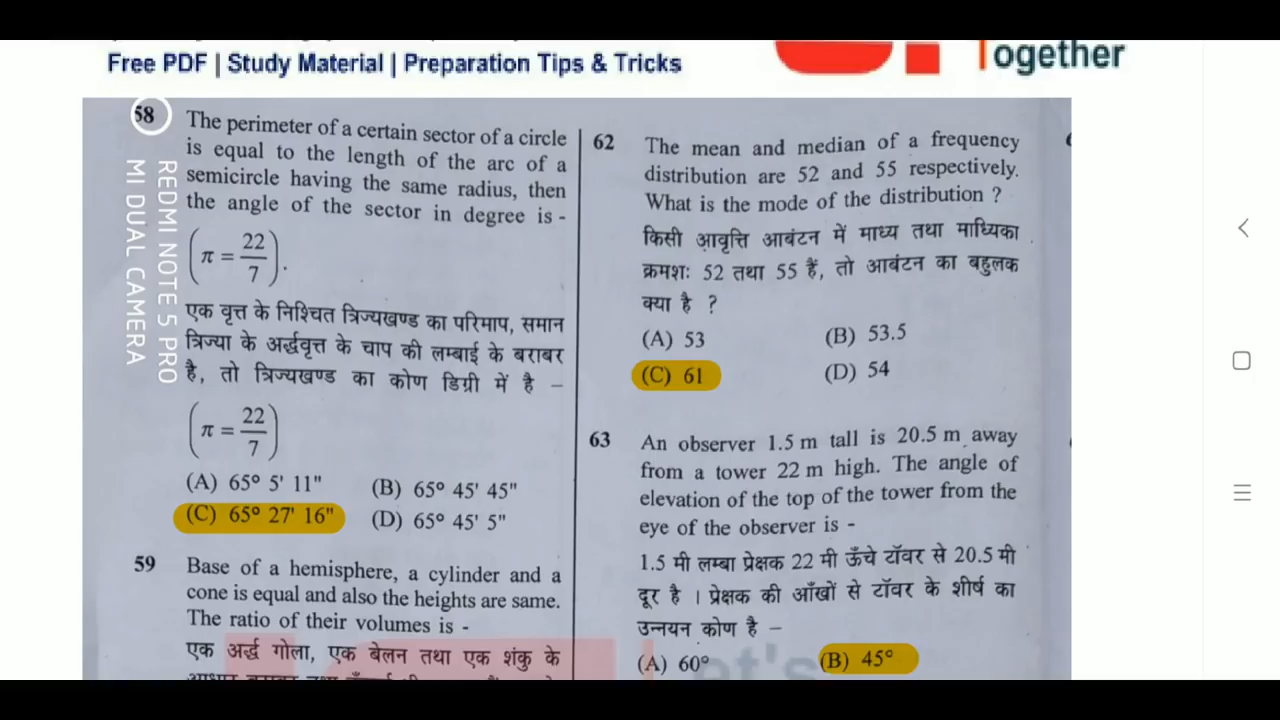 Free PDF | Study Material | Preparation Tips & Tricks
Together
58
The perimeter of a certain sector of a circle
is equal to the length of the arc of a
semicircle having the same radius, then
the angle of the sector in degree is -
(π = 22/7).
एक वृत्त के निश्चित त्रिज्यखण्ड का परिमाप, समान
त्रिज्या के अर्द्धवृत्त के चाप की लम्बाई के बराबर
है, तो त्रिज्यखण्ड का कोण डिग्री में है –
(π = 22/7)
(A) 65° 5' 11" (B) 65° 45' 45"
(C) 65° 27' 16" (D) 65° 45' 5"
59 Base of a hemisphere, a cylinder and a
cone is equal and also the heights are same.
The ratio of their volumes is -
एक अर्द्ध गोला, एक बेलन तथा एक शंकु के
62 The mean and median of a frequency
distribution are 52 and 55 respectively.
What is the mode of the distribution ?
किसी आवृत्ति आबंटन में माध्य तथा माध्यिका
क्रमशः 52 तथा 55 हैं, तो आबंटन का बहुलक
क्या है ?
(A) 53 (B) 53.5
(C) 61 (D) 54
63 An observer 1.5 m tall is 20.5 m away
from a tower 22 m high. The angle of
elevation of the top of the tower from the
eye of the observer is -
1.5 मी लम्बा प्रेक्षक 22 मी ऊँचे टॉवर से 20.5 मी
दूर है । प्रेक्षक की आँखों से टॉवर के शीर्ष का
उन्नयन कोण है –
(A) 60° (B) 45°
REDMI NOTE 5 PRO
MI DUAL CAMERA